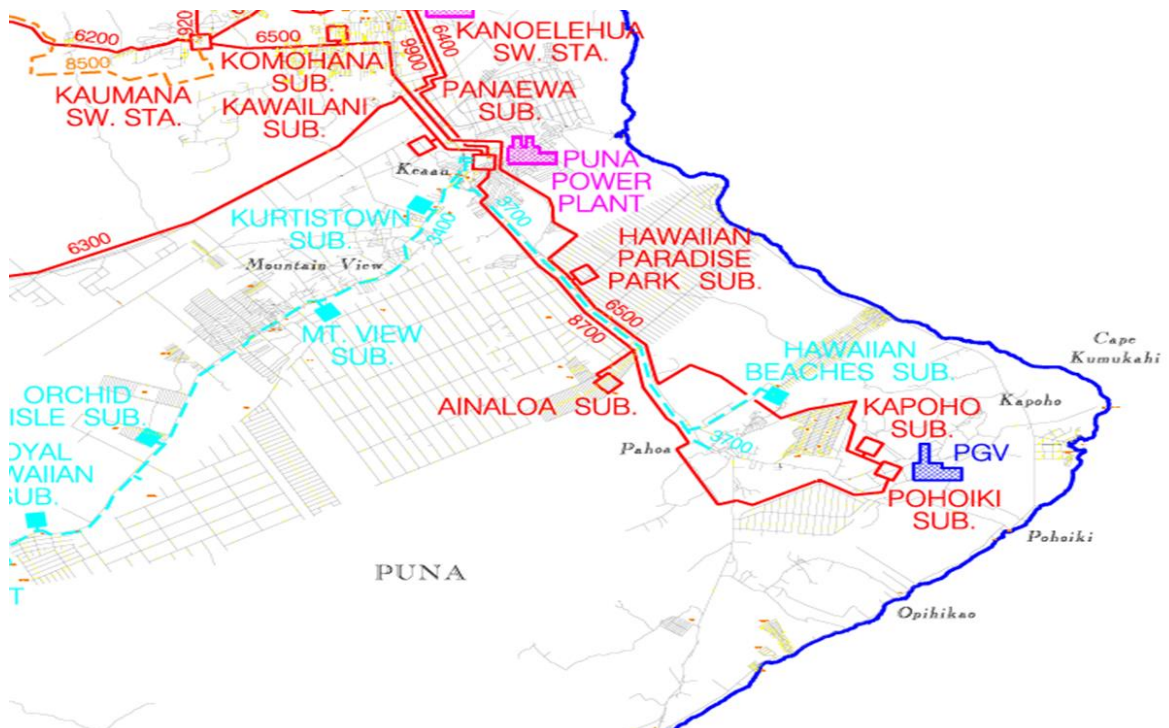 6200
920
6500
8500
KAUMANA
SW. STA.
KOMOHANA
SUB.
KAWAILANI
SUB.
9900
6400
KANOELEHUA
SW. STA.
PANAEWA
SUB.
PUNA
POWER
PLANT
Keaau
6300
KURTISTOWN
SUB.
3400
3700
Mountain View
HAWAIIAN
PARADISE
PARK SUB.
MT. VIEW
SUB.
6500
8700
HAWAIIAN
BEACHES SUB.
Cape
Kumukahi
ORCHID
ISLE SUB.
AINALOA SUB.
KAPOHO
SUB.
Kapoho
3700
Pahoa
PGV
OYAL
WAIIAN
SUB.
POHOIKI
SUB.
Pohoiki
PUNA
T
Opihikao